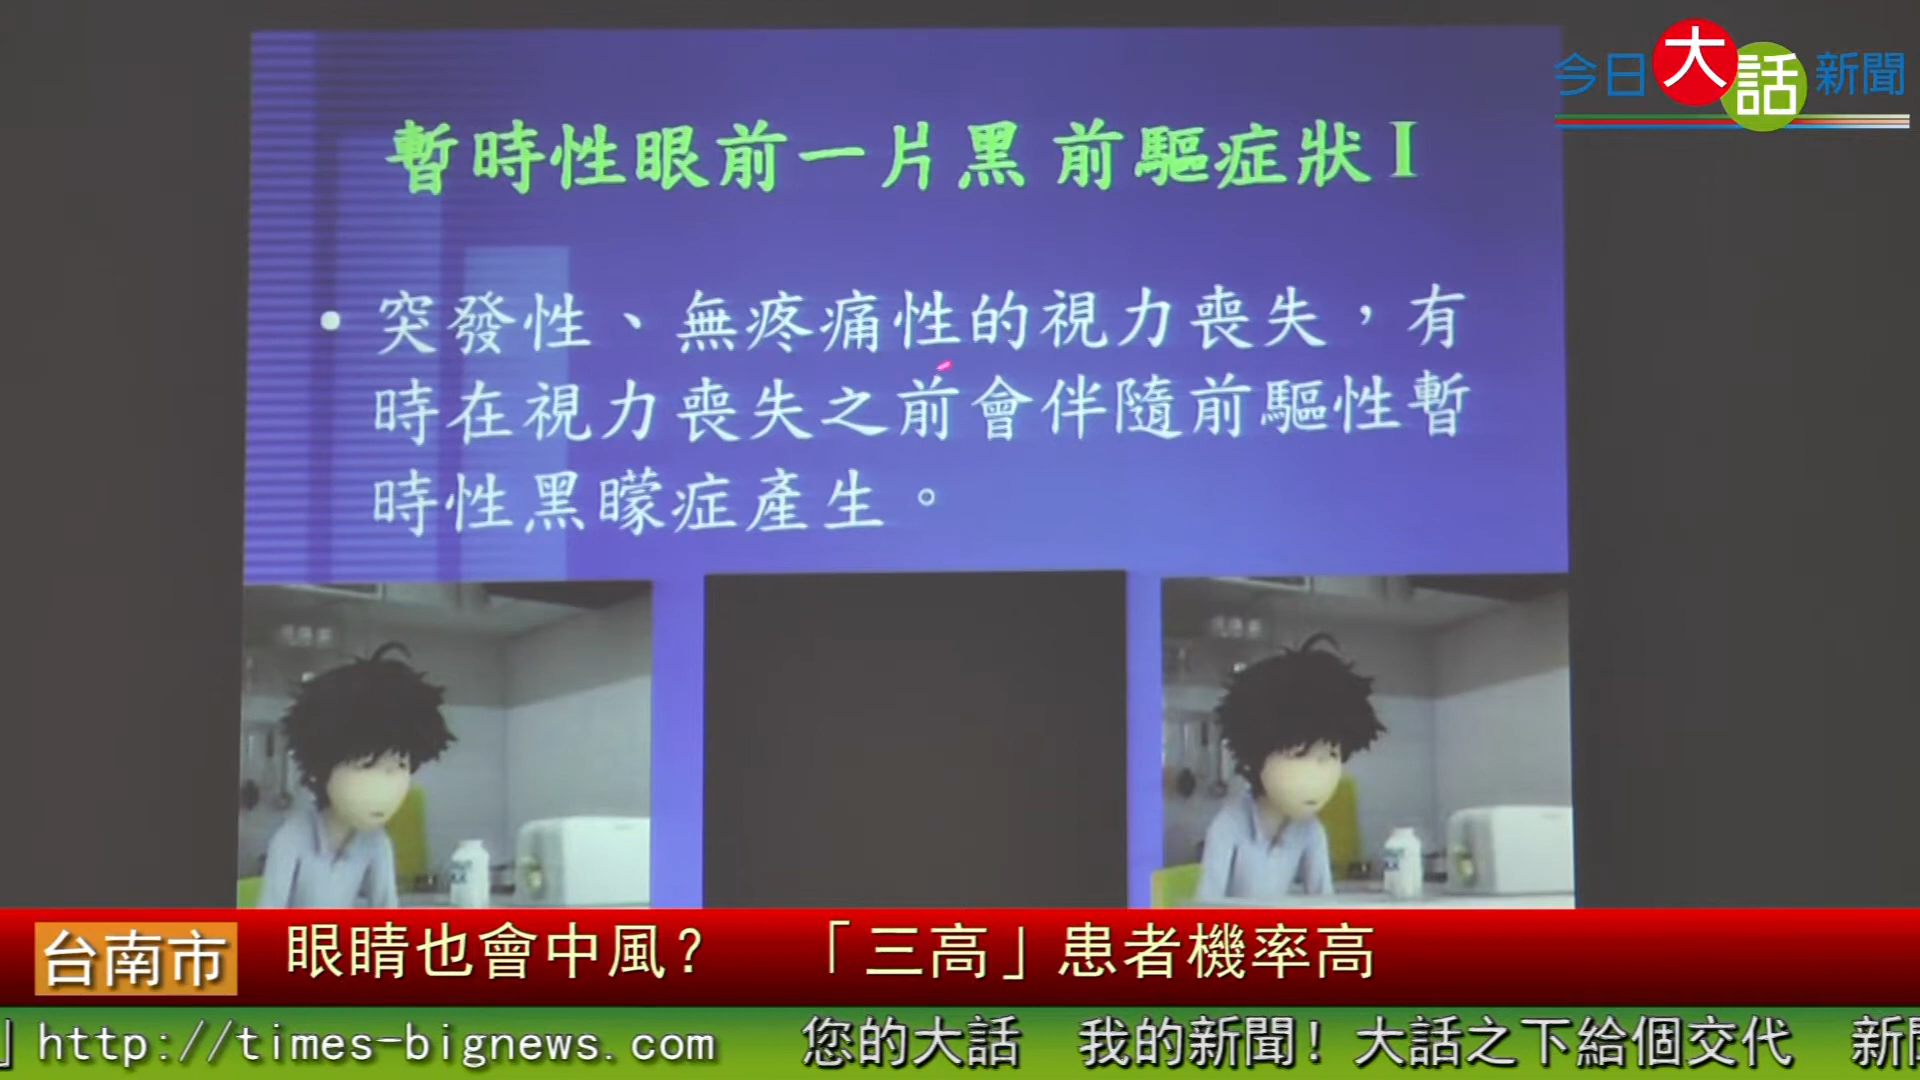 今日大話新聞
暫時性眼前一片黑 前驅症狀 I
• 突發性、無疼痛性的視力喪失，有
時在視力喪失之前會伴隨前驅性暫
時性黑矇症產生。
台南市 眼睛也會中風？ 「三高」患者機率高
」http://times-bignews.com 您的大話 我的新聞！大話之下給個交代 新聞